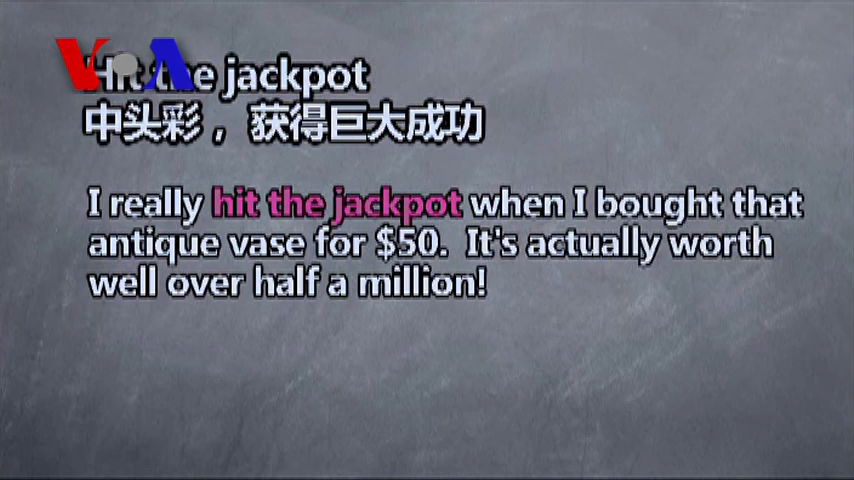 VOA
Hit the jackpot
中头彩， 获得巨大成功
I really hit the jackpot when I bought that
antique vase for $50. It's actually worth
well over half a million!